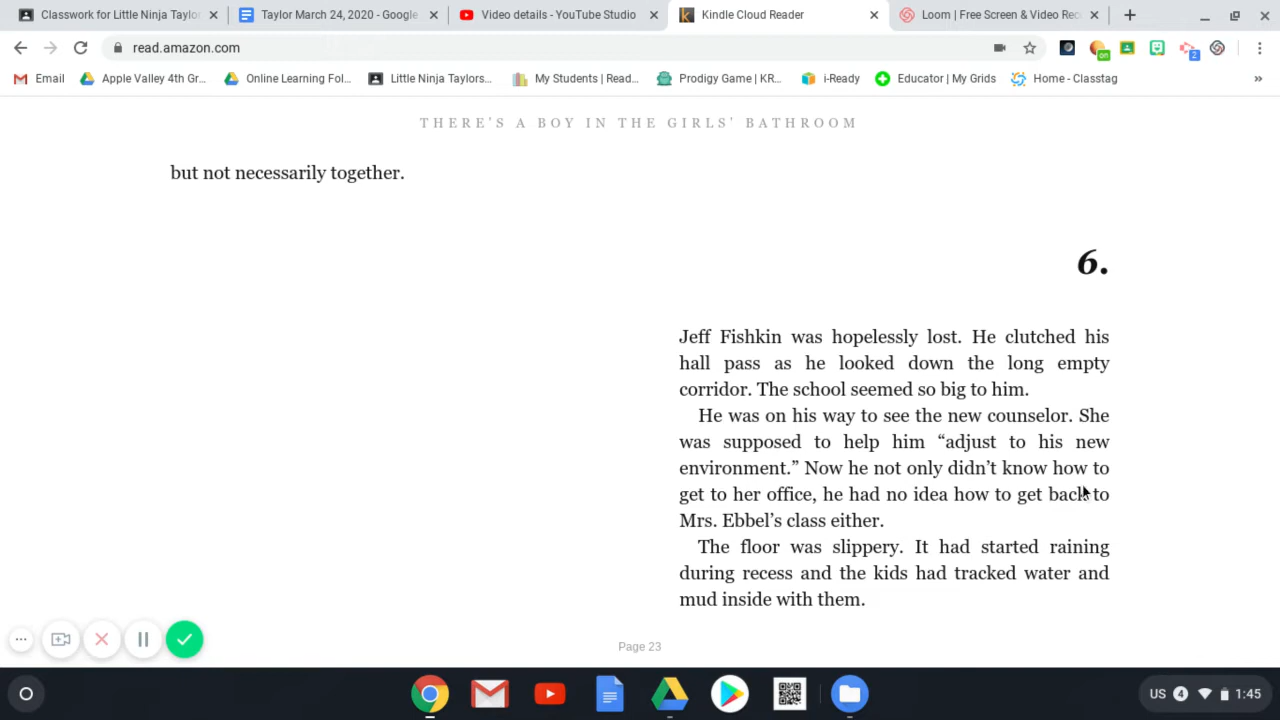 Classwork for Little Ninja Taylor
Taylor March 24, 2020 - Google
Video details - YouTube Studio
Kindle Cloud Reader
Loom | Free Screen & Video Rec
read.amazon.com
on
2
Email
Apple Valley 4th Gr...
Online Learning Fol...
Little Ninja Taylors...
My Students | Read...
Prodigy Game | KR...
i-Ready
Educator | My Grids
Home - Classtag
»
THERE'S A BOY IN THE GIRLS' BATHROOM
but not necessarily together.
6.
Jeff Fishkin was hopelessly lost. He clutched his
hall pass as he looked down the long empty
corridor. The school seemed so big to him.
He was on his way to see the new counselor. She
was supposed to help him “adjust to his new
environment.” Now he not only didn’t know how to
get to her office, he had no idea how to get back to
Mrs. Ebbel’s class either.
The floor was slippery. It had started raining
during recess and the kids had tracked water and
mud inside with them.
Page 23
US
4
1:45